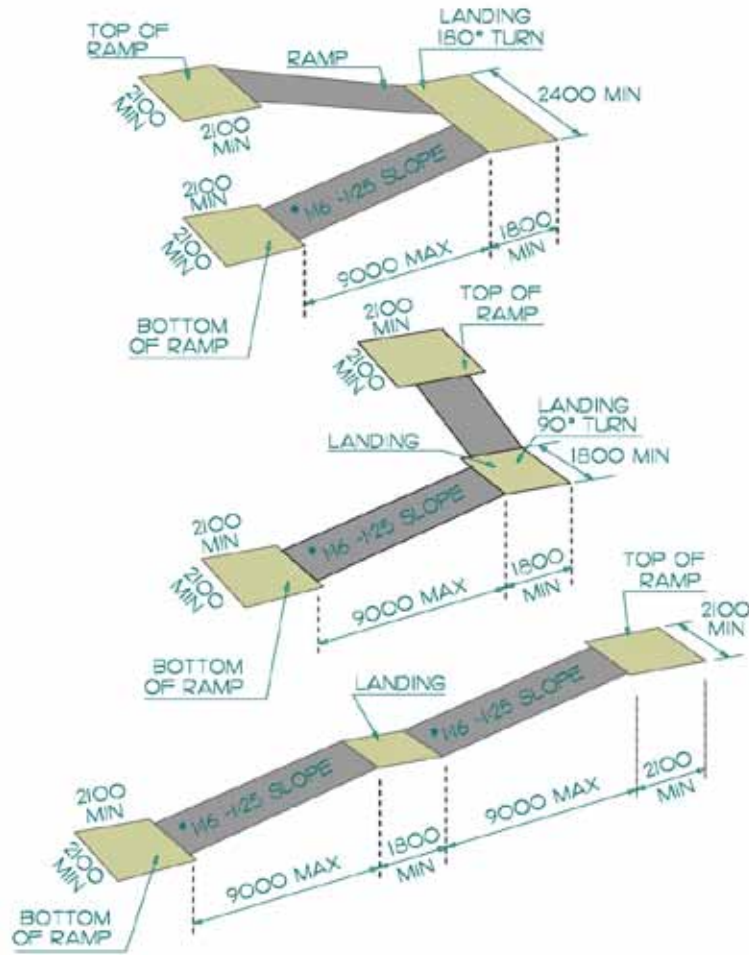 TOP OF
RAMP
RAMP
LANDING
180° TURN
2100
MIN
2100
MIN
2400 MIN
2100
MIN
2100
MIN
* 1:16 -1:25 SLOPE
9000 MAX
1800
MIN
BOTTOM
OF RAMP
2100
MIN
2100
MIN
TOP OF
RAMP
LANDING
LANDING
90° TURN
1800 MIN
* 1:16 -1:25 SLOPE
2100
MIN
2100
MIN
9000 MAX
1800
MIN
BOTTOM
OF RAMP
TOP OF
RAMP
2100
MIN
LANDING
* 1:16 -1:25 SLOPE
* 1:16 -1:25 SLOPE
2100
MIN
2100
MIN
9000 MAX
1800
MIN
9000 MAX
2100
MIN
BOTTOM
OF RAMP